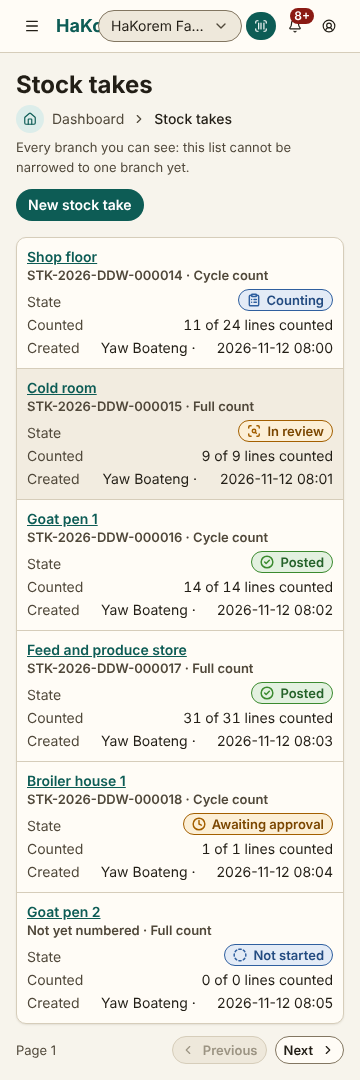 HaKo
HaKorem Fa...
8+
Stock takes
Dashboard > Stock takes
Every branch you can see: this list cannot be
narrowed to one branch yet.
New stock take
Shop floor
STK-2026-DDW-000014 · Cycle count
State Counting
Counted 11 of 24 lines counted
Created Yaw Boateng · 2026-11-12 08:00
Cold room
STK-2026-DDW-000015 · Full count
State In review
Counted 9 of 9 lines counted
Created Yaw Boateng · 2026-11-12 08:01
Goat pen 1
STK-2026-DDW-000016 · Cycle count
State Posted
Counted 14 of 14 lines counted
Created Yaw Boateng · 2026-11-12 08:02
Feed and produce store
STK-2026-DDW-000017 · Full count
State Posted
Counted 31 of 31 lines counted
Created Yaw Boateng · 2026-11-12 08:03
Broiler house 1
STK-2026-DDW-000018 · Cycle count
State Awaiting approval
Counted 1 of 1 lines counted
Created Yaw Boateng · 2026-11-12 08:04
Goat pen 2
Not yet numbered · Full count
State Not started
Counted 0 of 0 lines counted
Created Yaw Boateng · 2026-11-12 08:05
Page 1 Previous Next